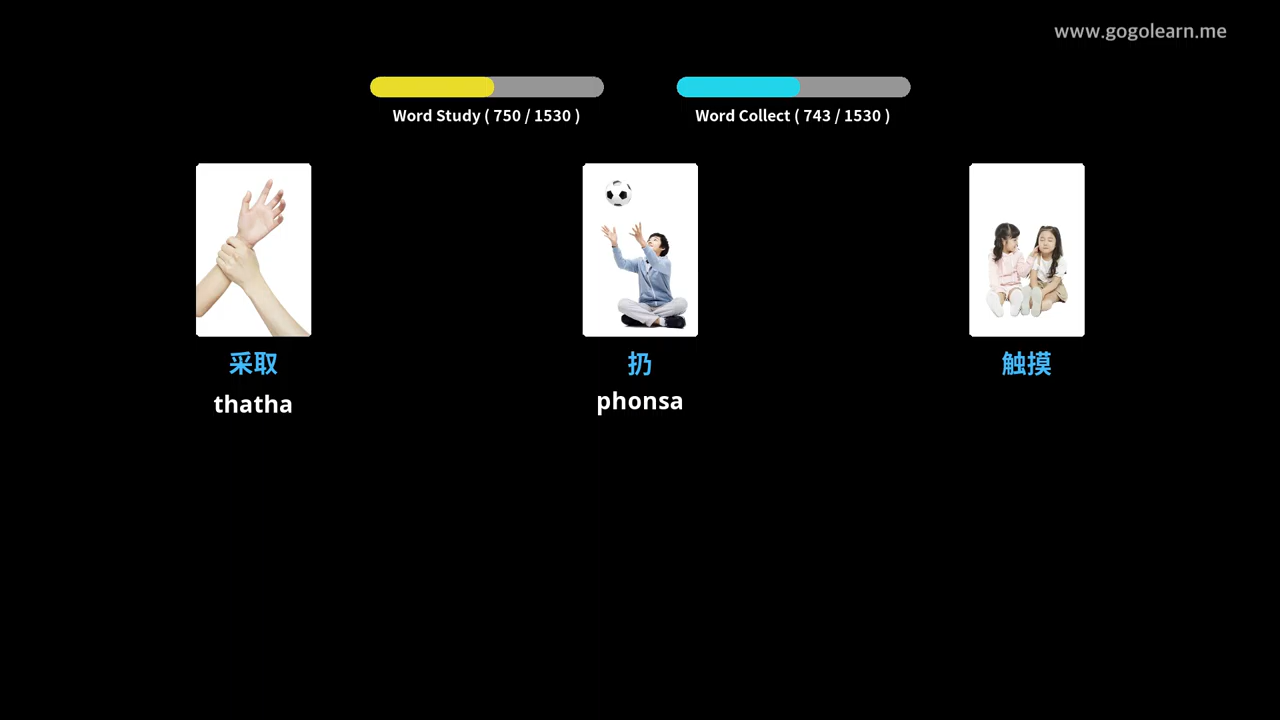 www.gogolearn.me
Word Study ( 750 / 1530 )
Word Collect ( 743 / 1530 )
采取
扔
触摸
thatha
phonsa